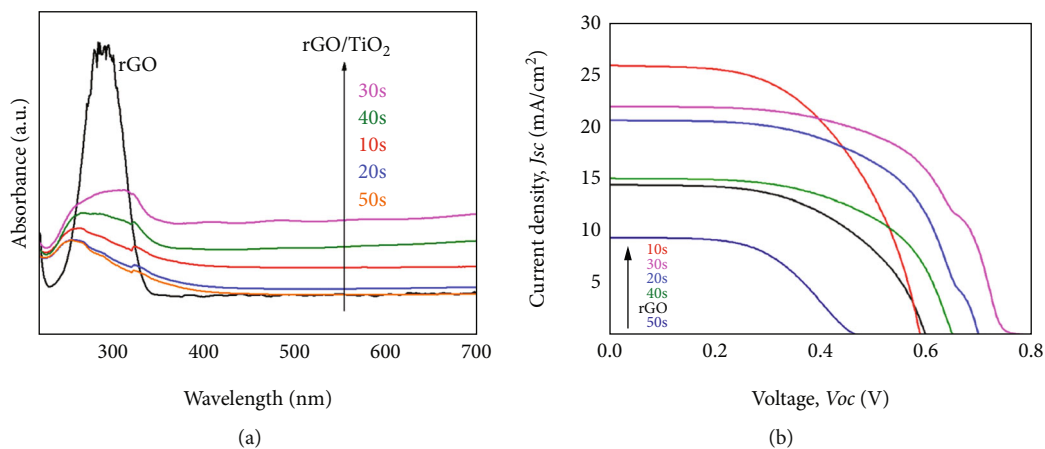 Absorbance (a.u.)
rGO
rGO/TiO2
30s
40s
10s
20s
50s
300
400
500
600
700
Wavelength (nm)
(a)
Current density, Jsc (mA/cm2)
30
25
20
15
10
5
10s
30s
20s
40s
rGO
50s
0.0
0.2
0.4
0.6
0.8
Voltage, Voc (V)
(b)